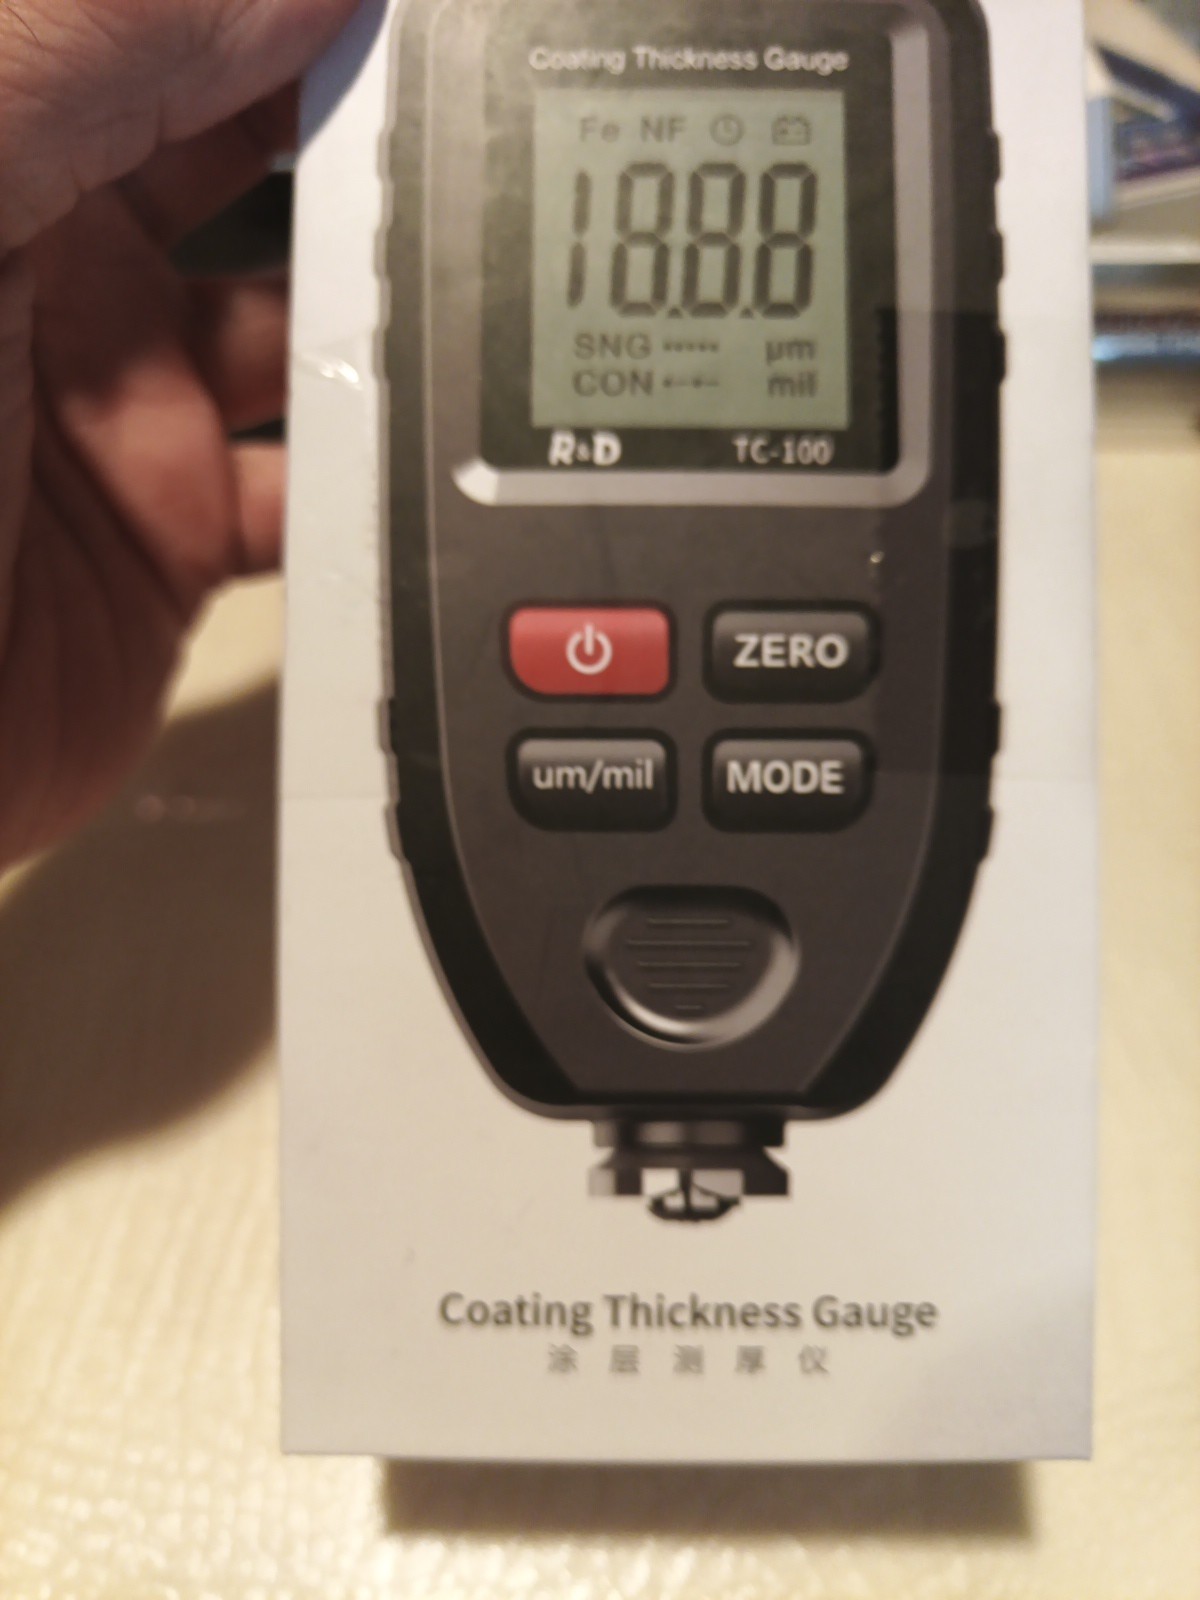 Coating Thickness Gauge
Fe NF
18.8.8
SNG µm
CON mil
R&D TC-100
ZERO
um/mil MODE
Coating Thickness Gauge
涂层测厚仪